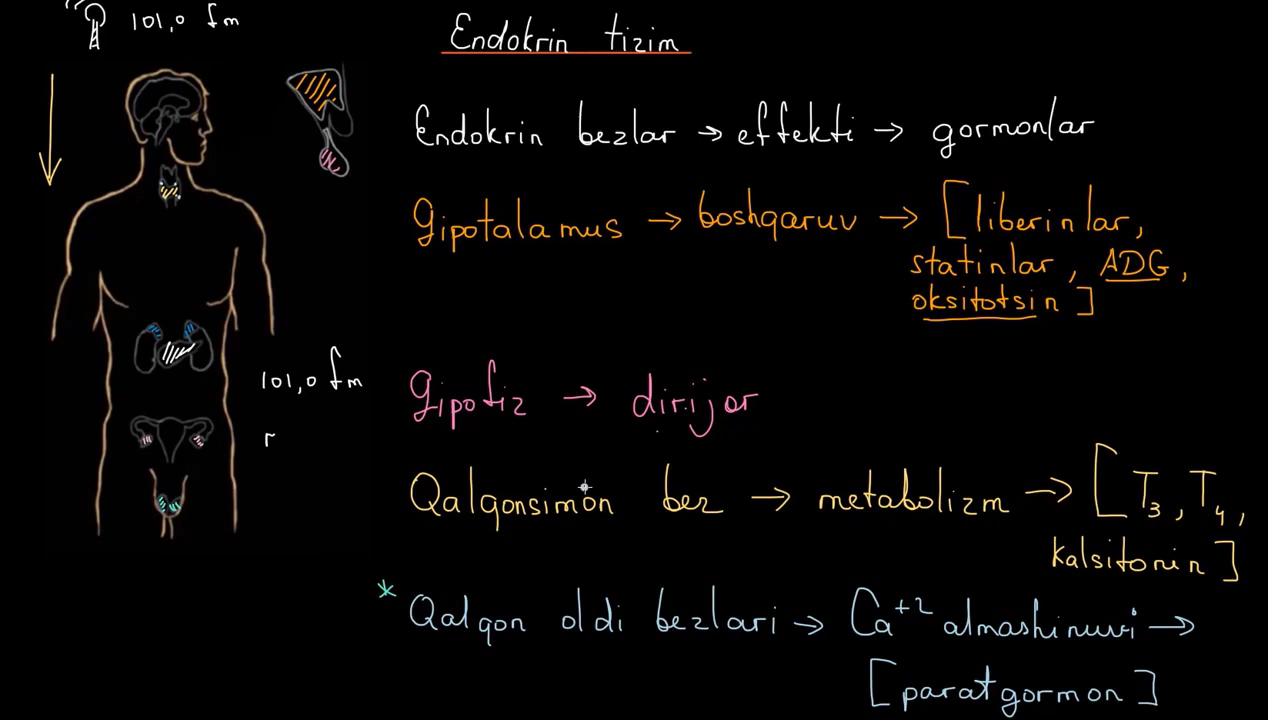 101,0 fm
Endokrin tizim
Endokrin bezlar → effekti → gormonlar
Gipotalamus → boshqaruv → [liberinlar,
statinlar, ADG,
oksitotsin]
101,0 fm
r
Gipofiz → dirijor
Qalqonsimon bez → metabolizm → [T3, T4,
kalsitonin]
* Qalqon oldi bezlari → Ca+2 almashinuvi →
[paratgormon]